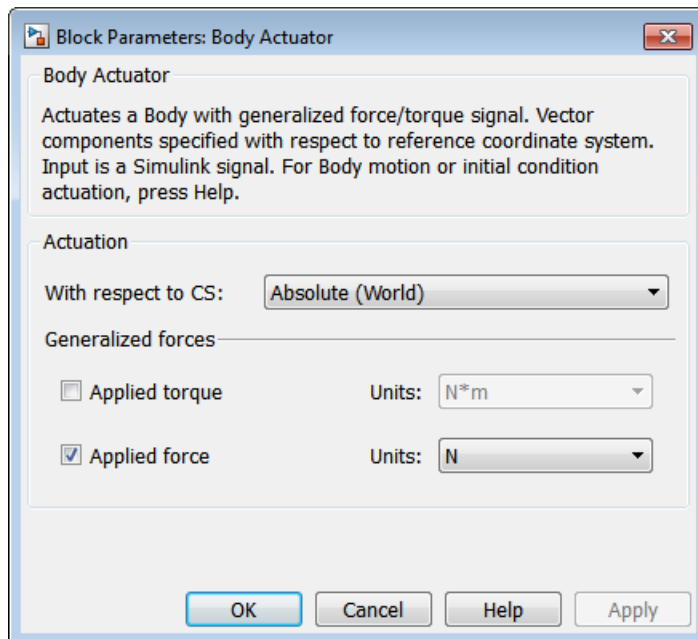 Block Parameters: Body Actuator
Body Actuator
Actuates a Body with generalized force/torque signal. Vector
components specified with respect to reference coordinate system.
Input is a Simulink signal. For Body motion or initial condition
actuation, press Help.
Actuation
With respect to CS: Absolute (World)
Generalized forces
Applied torque Units: N*m
Applied force Units: N
OK Cancel Help Apply